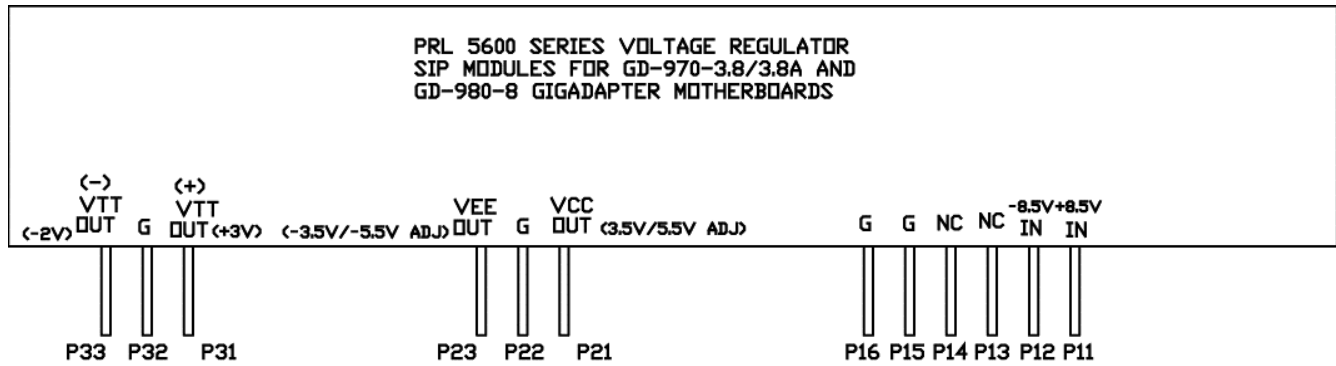 PRL 5600 SERIES VOLTAGE REGULATOR
SIP MODULES FOR GD-970-3.8/3.8A AND
GD-980-8 GIGADAPTER MOTHERBOARDS
(-)
VTT
OUT
(-2V)
G
(+)
VTT
OUT
(+3V)
(-3.5V/-5.5V ADJ)
VEE
OUT
G
VCC
OUT
(3.5V/5.5V ADJ)
G
G
NC
NC
-8.5V
IN
+8.5V
IN
P33 P32 P31 P23 P22 P21 P16 P15 P14 P13 P12 P11